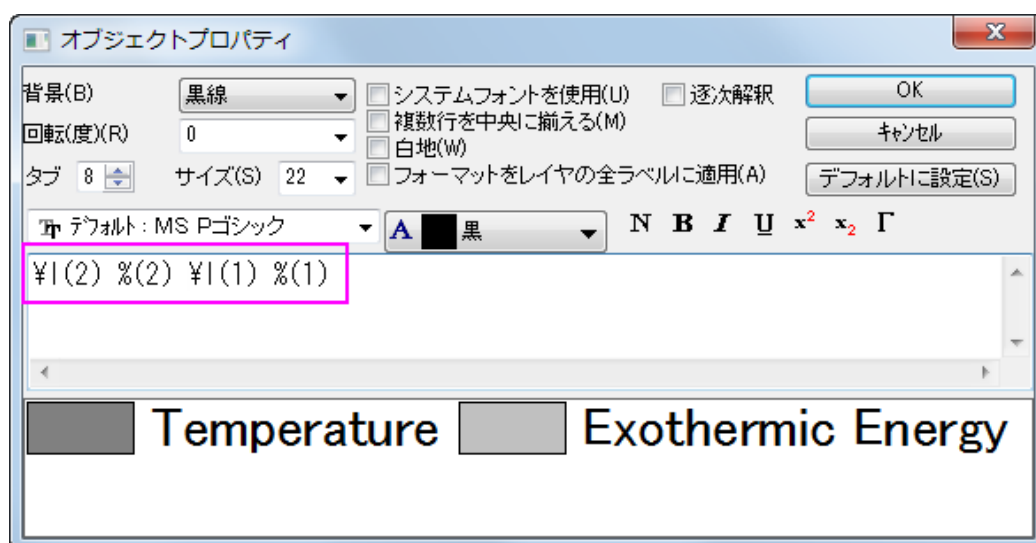 オブジェクトプロパティ
背景(B) 黒線 システムフォントを使用(U) 逐次解釈 OK
回転(度)(R) 0 複数行を中央に揃える(M) キャンセル
白地(W)
タブ 8 サイズ(S) 22 フォーマットをレイヤの全ラベルに適用(A) デフォルトに設定(S)
デフォルト : MS Pゴシック A 黒 N B I U x² x₂ Γ
¥l(2) %(2) ¥l(1) %(1)
Temperature Exothermic Energy